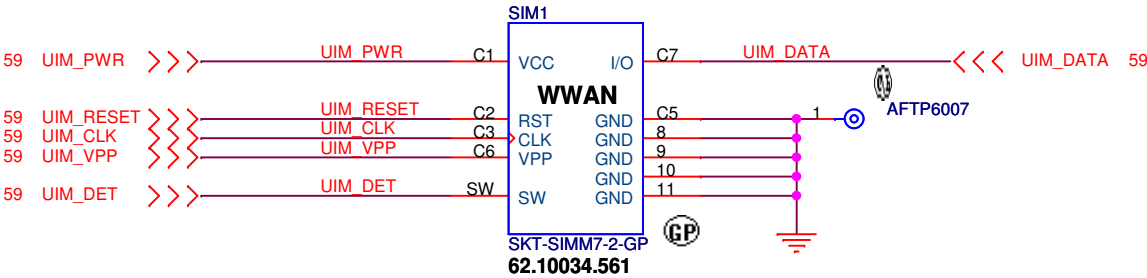 SIM1
59 UIM_PWR UIM_PWR C1 VCC I/O C7 UIM_DATA UIM_DATA 59
WWAN
AFTP6007
59 UIM_RESET UIM_RESET C2 RST GND C5 1
59 UIM_CLK UIM_CLK C3 CLK GND 8
59 UIM_VPP UIM_VPP C6 VPP GND 9
GND 10
59 UIM_DET UIM_DET SW SW GND 11
GP
SKT-SIMM7-2-GP
62.10034.561